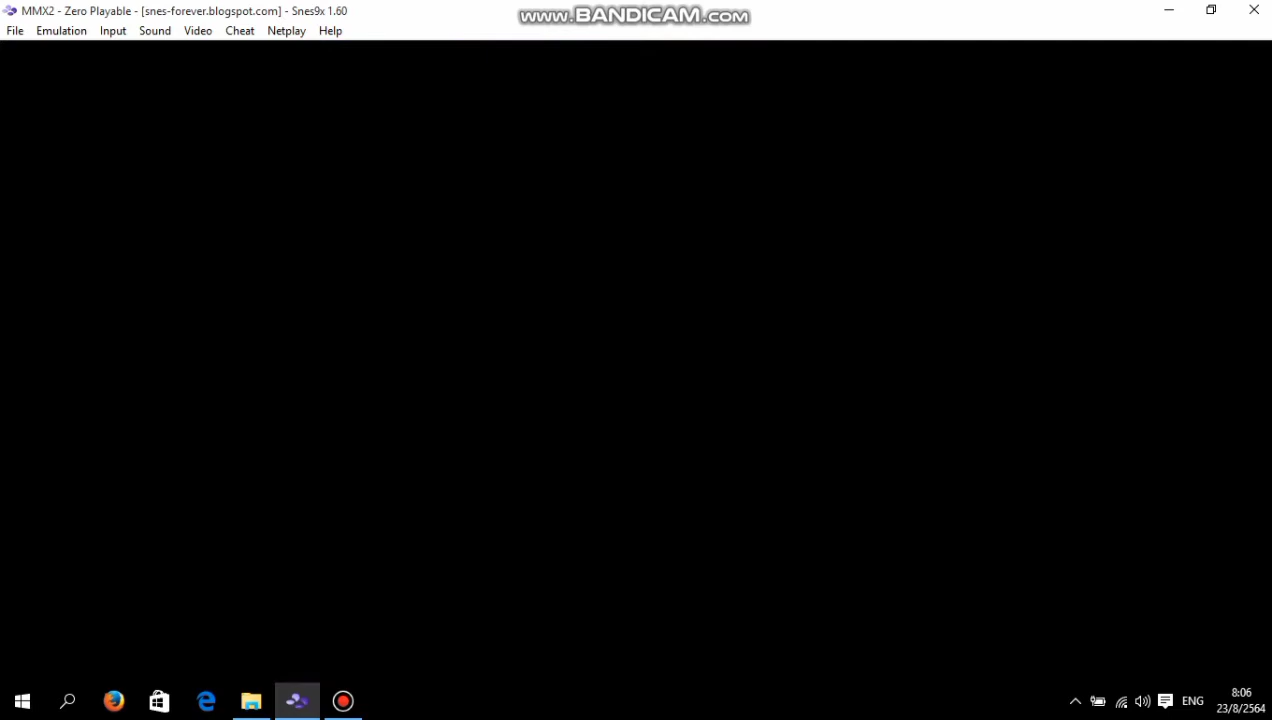 MMX2 - Zero Playable - [snes-forever.blogspot.com] - Snes9x 1.60
www.BANDICAM.com
File Emulation Input Sound Video Cheat Netplay Help
ENG
8:06
23/8/2564